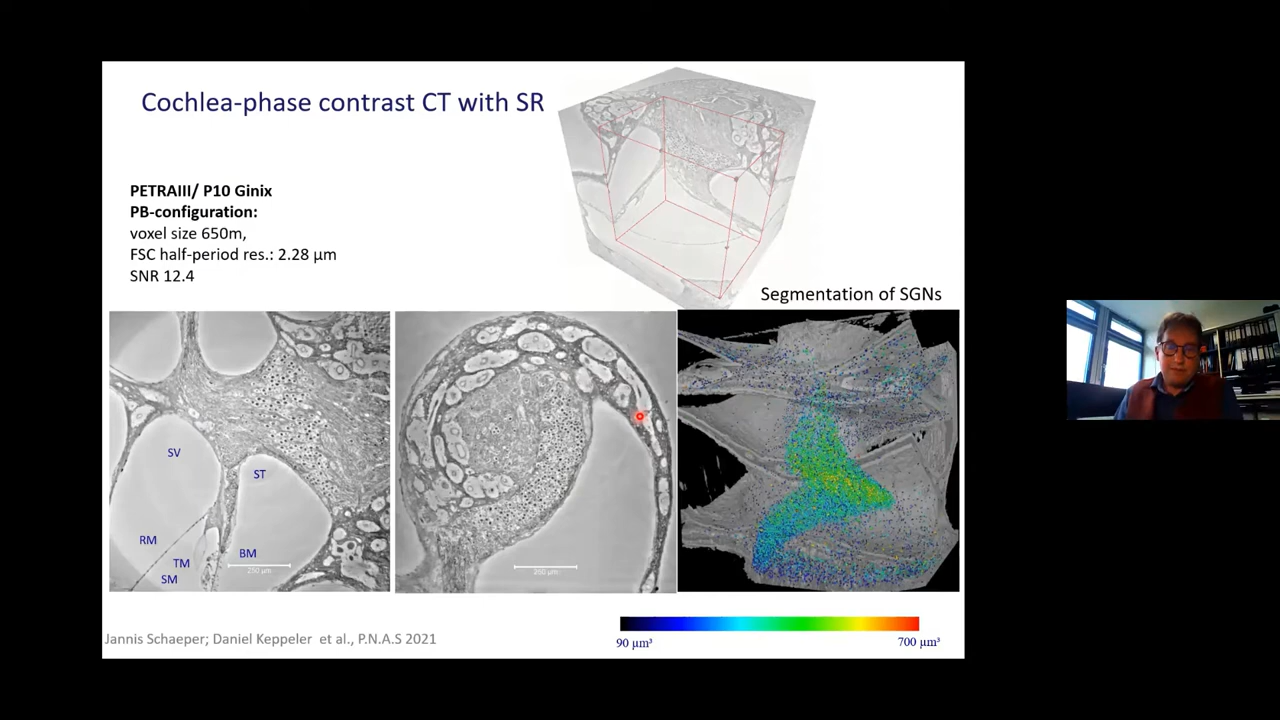 Cochlea-phase contrast CT with SR
PETRAIII/ P10 Ginix
PB-configuration:
voxel size 650m,
FSC half-period res.: 2.28 µm
SNR 12.4
Segmentation of SGNs
SV
ST
RM
TM
BM
SM
250 µm
200 µm
90 µm³
700 µm³
Jannis Schaeper; Daniel Keppeler et al., P.N.A.S 2021